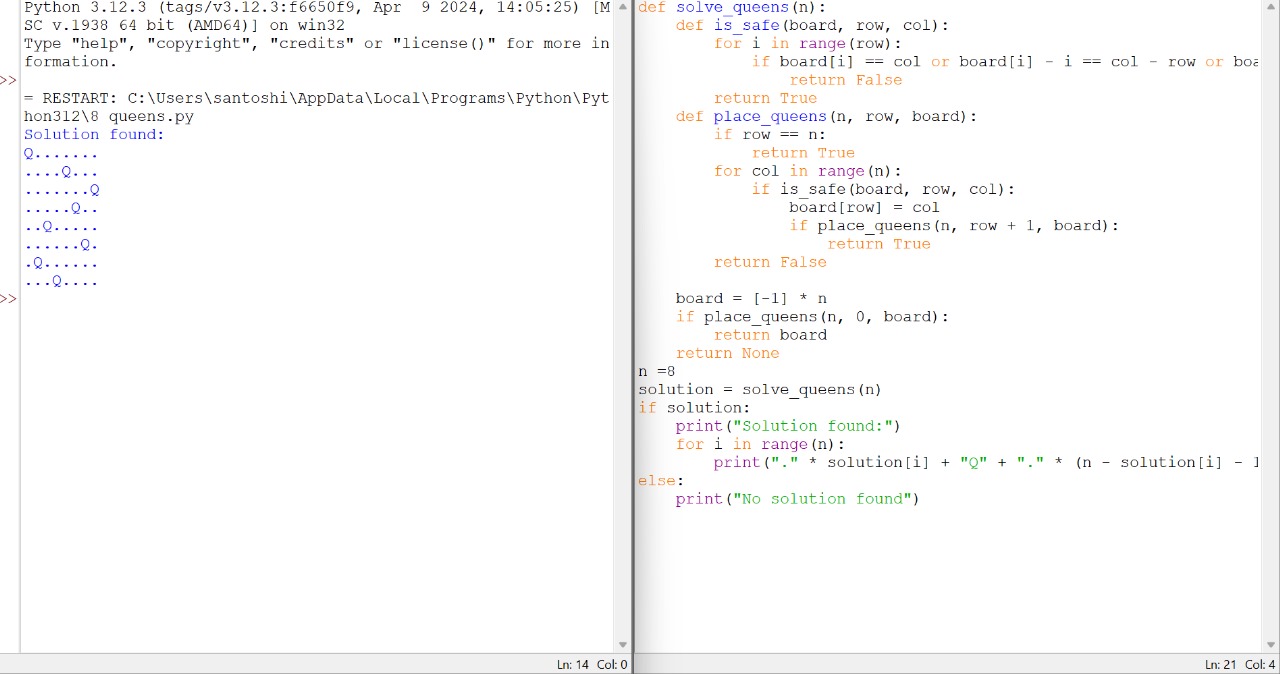 Python 3.12.3 (tags/v3.12.3:f6650f9, Apr  9 2024, 14:05:25) [M
SC v.1938 64 bit (AMD64)] on win32
Type "help", "copyright", "credits" or "license()" for more in
formation.
>>
= RESTART: C:\Users\santoshi\AppData\Local\Programs\Python\Pyt
hon312\8 queens.py
Solution found:
Q.......
....Q...
.......Q
.....Q..
..Q.....
......Q.
.Q......
...Q....
>>
Ln: 14 Col: 0
def solve_queens(n):
    def is_safe(board, row, col):
        for i in range(row):
            if board[i] == col or board[i] - i == col - row or boa
                return False
        return True
    def place_queens(n, row, board):
        if row == n:
            return True
        for col in range(n):
            if is_safe(board, row, col):
                board[row] = col
                if place_queens(n, row + 1, board):
                    return True
        return False

    board = [-1] * n
    if place_queens(n, 0, board):
        return board
    return None
n =8
solution = solve_queens(n)
if solution:
    print("Solution found:")
    for i in range(n):
        print("." * solution[i] + "Q" + "." * (n - solution[i] - 1
else:
    print("No solution found")
Ln: 21 Col: 4